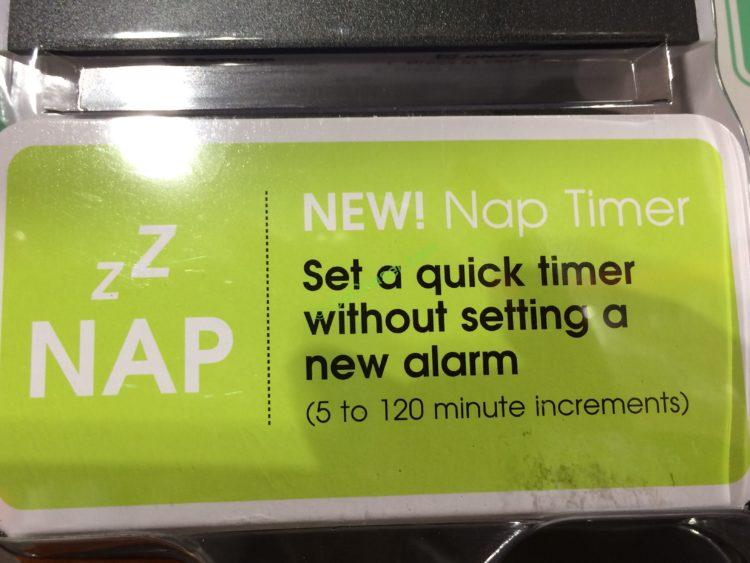 zZ
NAP
NEW! Nap Timer
Set a quick timer
without setting a
new alarm
(5 to 120 minute increments)